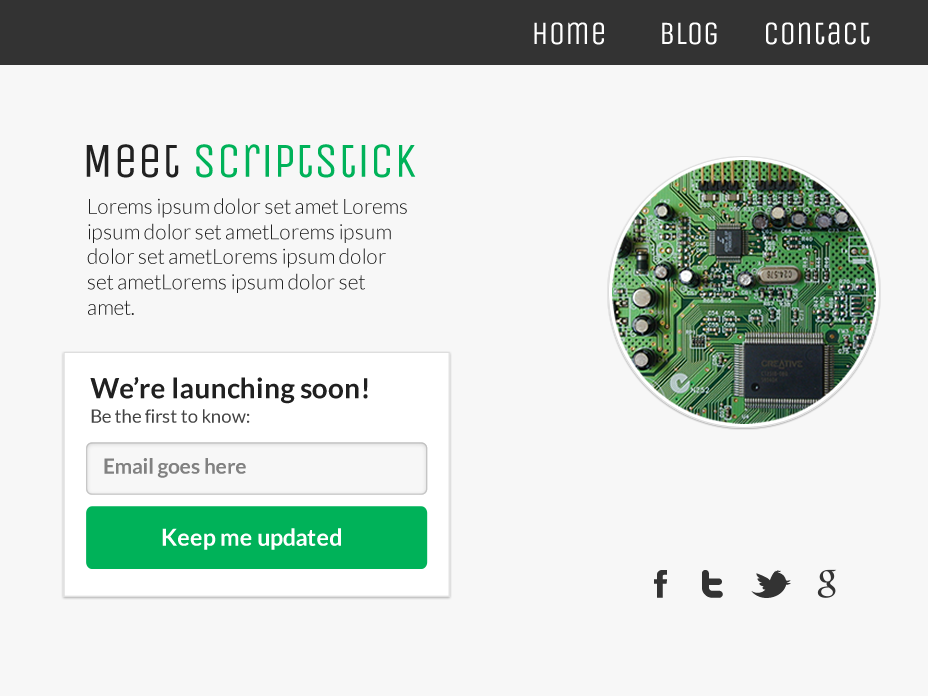 Home BLOG Contact
Meet Scriptstick
Lorems ipsum dolor set amet Lorems
ipsum dolor set ametLorems ipsum
dolor set ametLorems ipsum dolor
set ametLorems ipsum dolor set
amet.
We’re launching soon!
Be the first to know:
Email goes here
Keep me updated
CREATIVE
N252